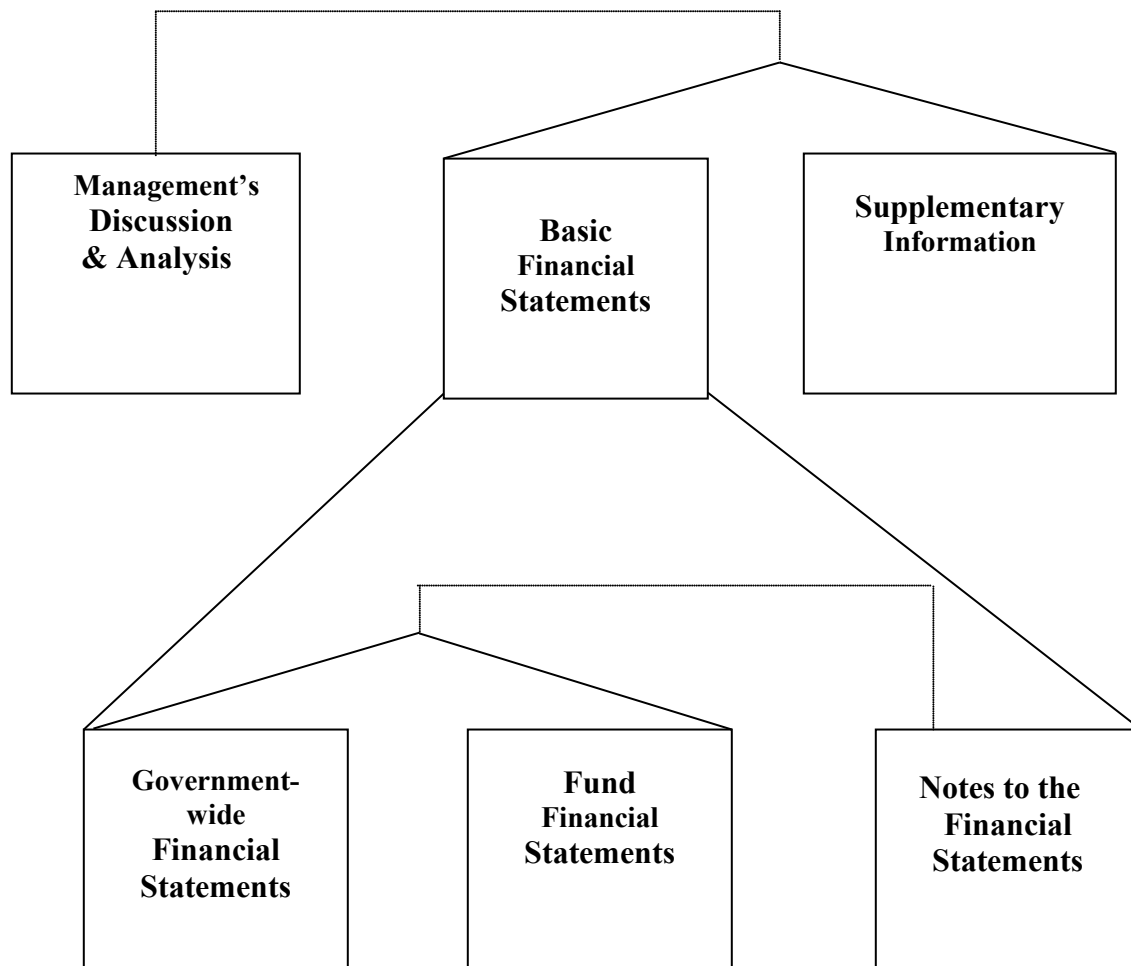 Management’s
Discussion
& Analysis
Basic
Financial
Statements
Supplementary
Information
Government-
wide
Financial
Statements
Fund
Financial
Statements
Notes to the
Financial
Statements